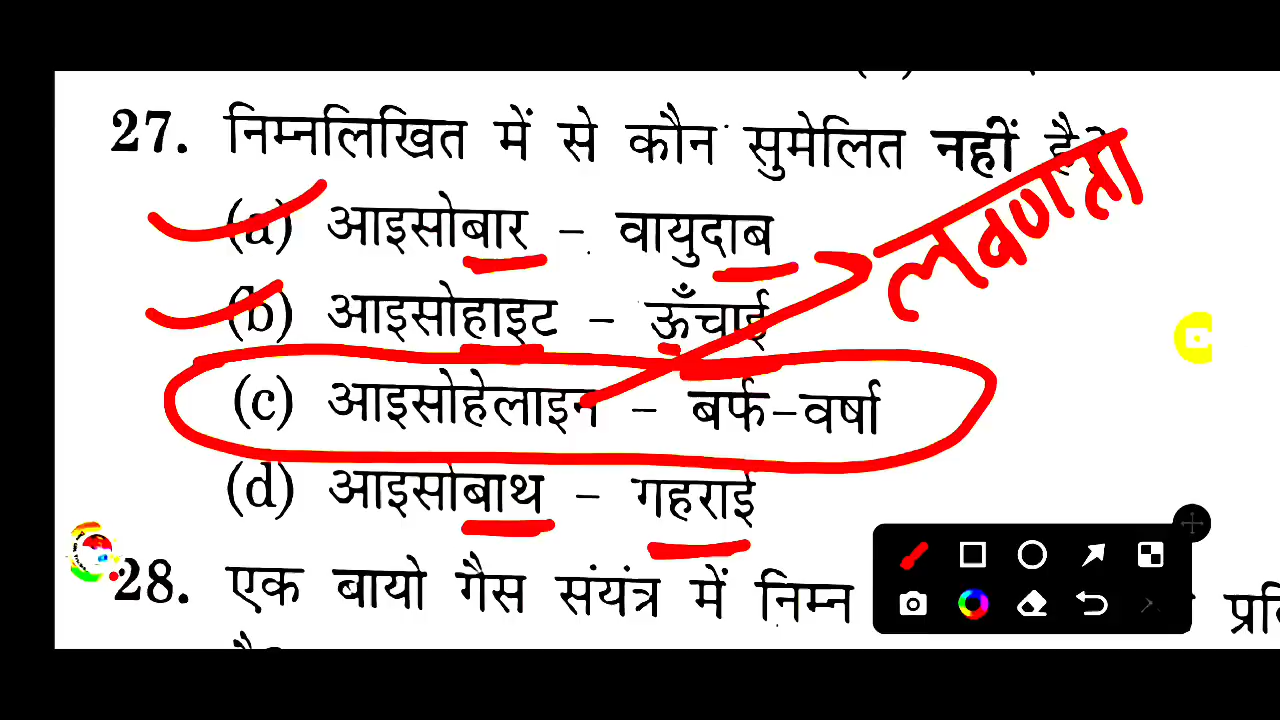 27. निम्नलिखित में से कौन सुमेलित नहीं है?
(a) आइसोबार – वायुदाब
लवणता
(b) आइसोहाइट – ऊँचाई
(c) आइसोहेलाइन – बर्फ-वर्षा
(d) आइसोबाथ – गहराई
28. एक बायो गैस संयंत्र में निम्न